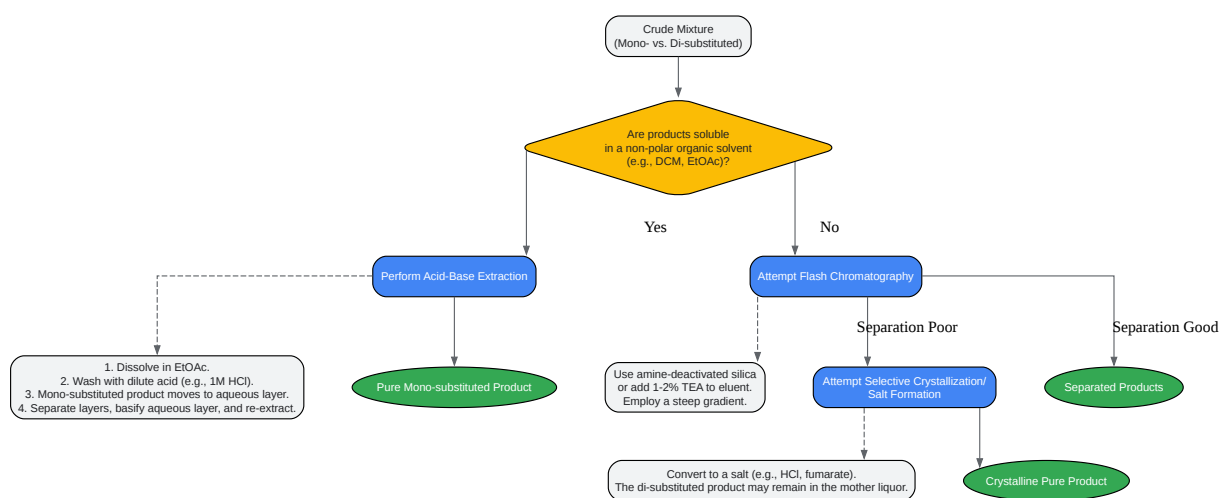 Crude Mixture
(Mono- vs. Di-substituted)
Are products soluble
in a non-polar organic solvent
(e.g., DCM, EtOAc)?
Yes
No
Perform Acid-Base Extraction
Attempt Flash Chromatography
Separation Poor
Separation Good
1. Dissolve in EtOAc.
2. Wash with dilute acid (e.g., 1M HCl).
3. Mono-substituted product moves to aqueous layer.
4. Separate layers, basify aqueous layer, and re-extract.
Pure Mono-substituted Product
Use amine-deactivated silica
or add 1-2% TEA to eluent.
Employ a steep gradient.
Attempt Selective Crystallization/
Salt Formation
Separated Products
Convert to a salt (e.g., HCl, fumarate).
The di-substituted product may remain in the mother liquor.
Crystalline Pure Product